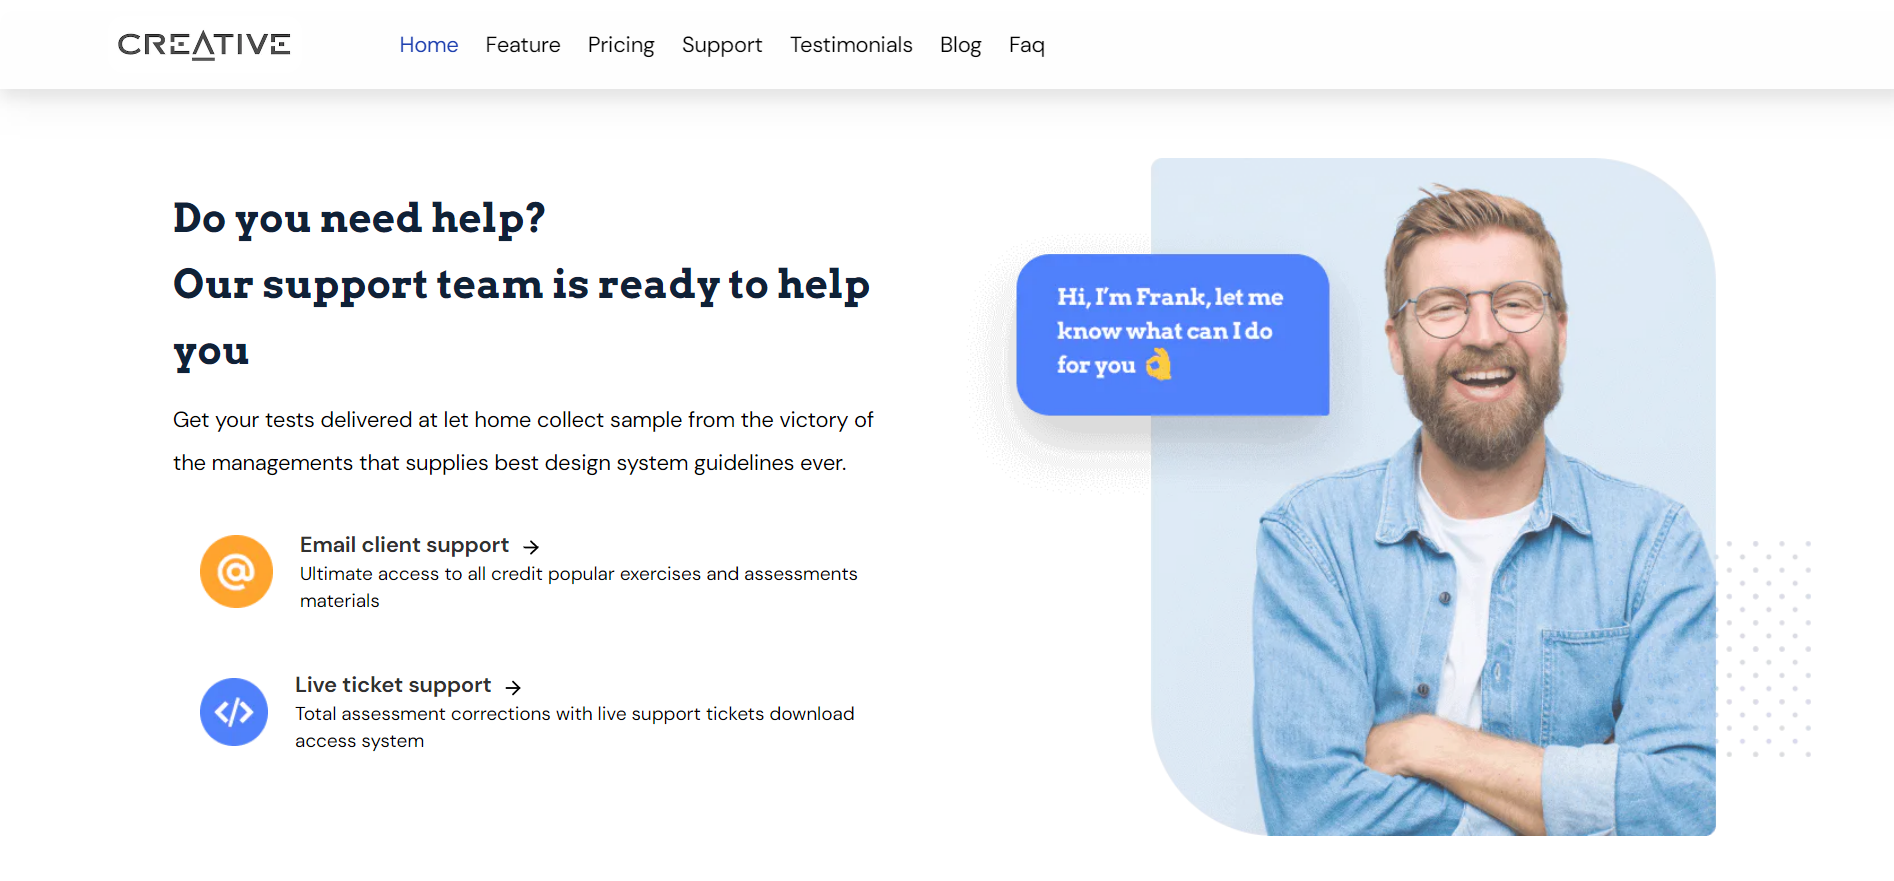 CREATIVE
Home Feature Pricing Support Testimonials Blog Faq
Do you need help?
Our support team is ready to help
you
Get your tests delivered at let home collect sample from the victory of
the managements that supplies best design system guidelines ever.
Email client support →
Ultimate access to all credit popular exercises and assessments
materials
Live ticket support →
Total assessment corrections with live support tickets download
access system
Hi, I'm Frank, let me
know what can I do
for you 👌